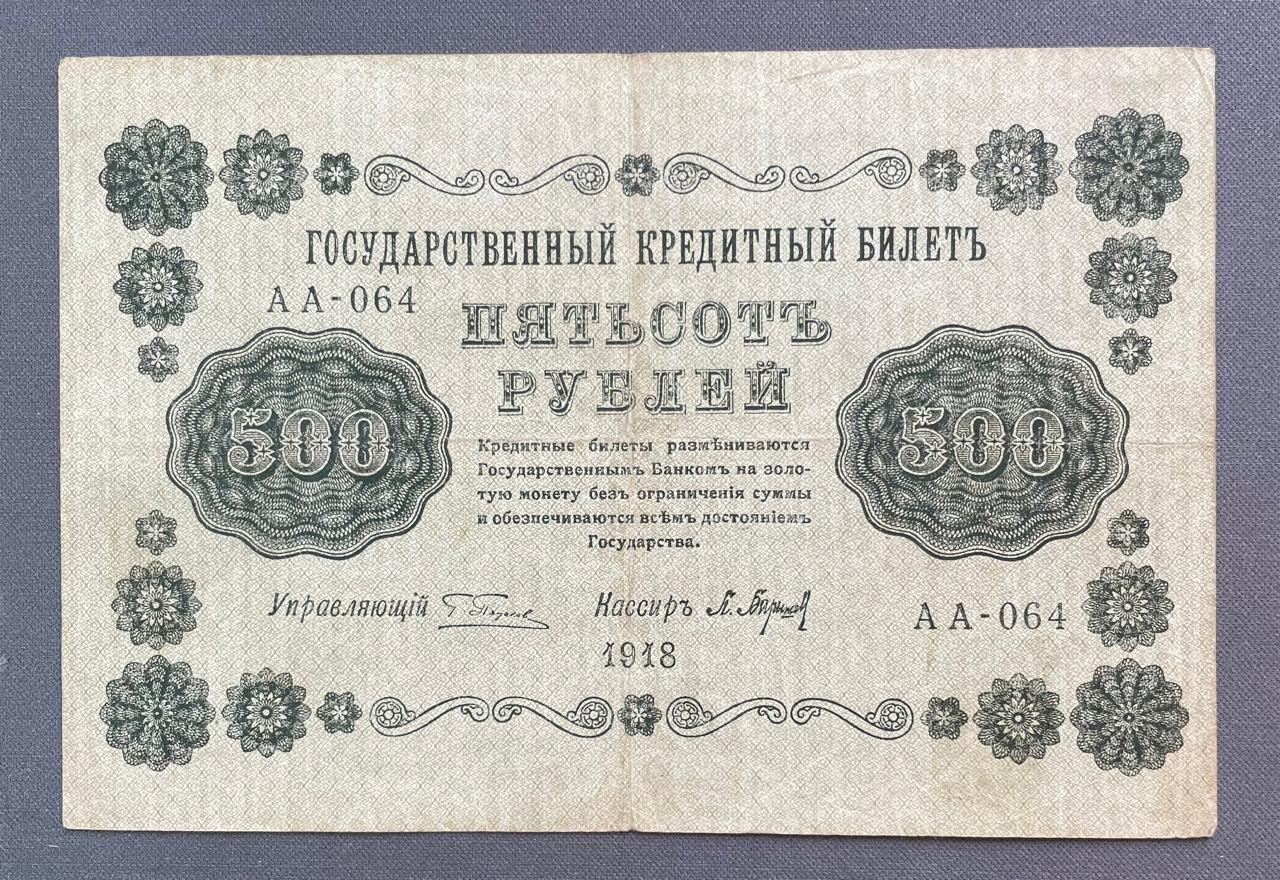 ГОСУДАРСТВЕННЫЙ КРЕДИТНЫЙ БИЛЕТЪ
АА-064
ПЯТЬСОТЪ
РУБЛЕЙ
500
500
Кредитные билеты размѣниваются
Государственнымъ Банкомъ на золо-
тую монету безъ ограниченія суммы
и обезпечиваются всѣмъ достояніемъ
Государства.
Управляющій
Кассиръ
АА-064
1918